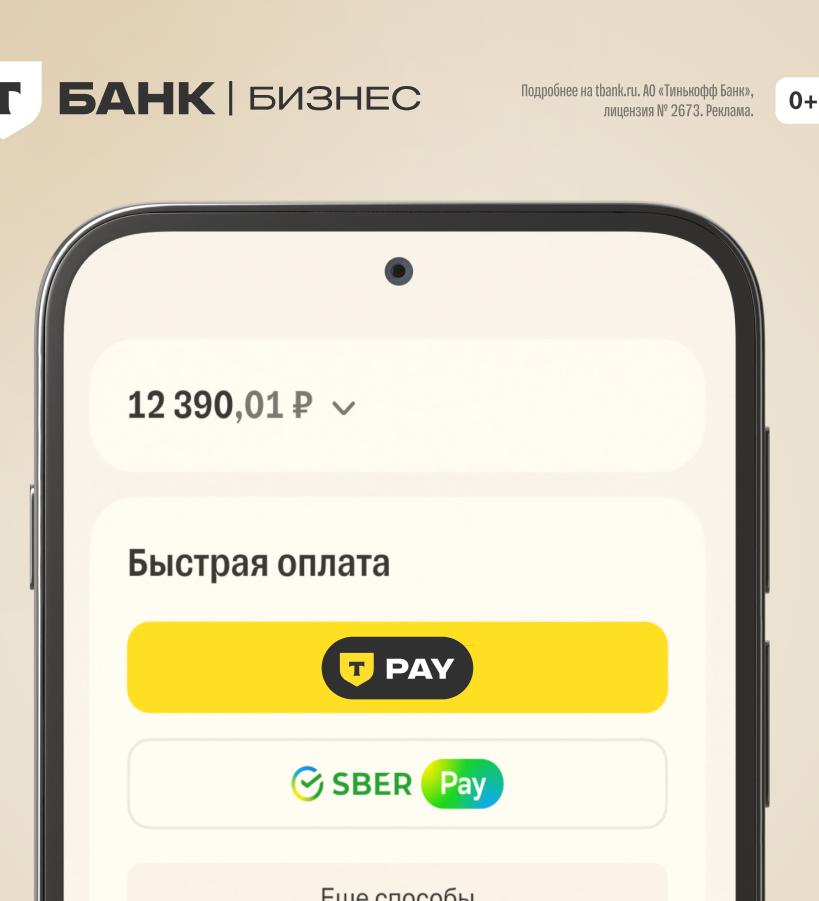 Т БАНК | БИЗНЕС
Подробнее на tbank.ru. АО «Тинькофф Банк»,
лицензия № 2673. Реклама.
0+
12 390,01 ₽
Быстрая оплата
T PAY
SBER Pay
Еще способы